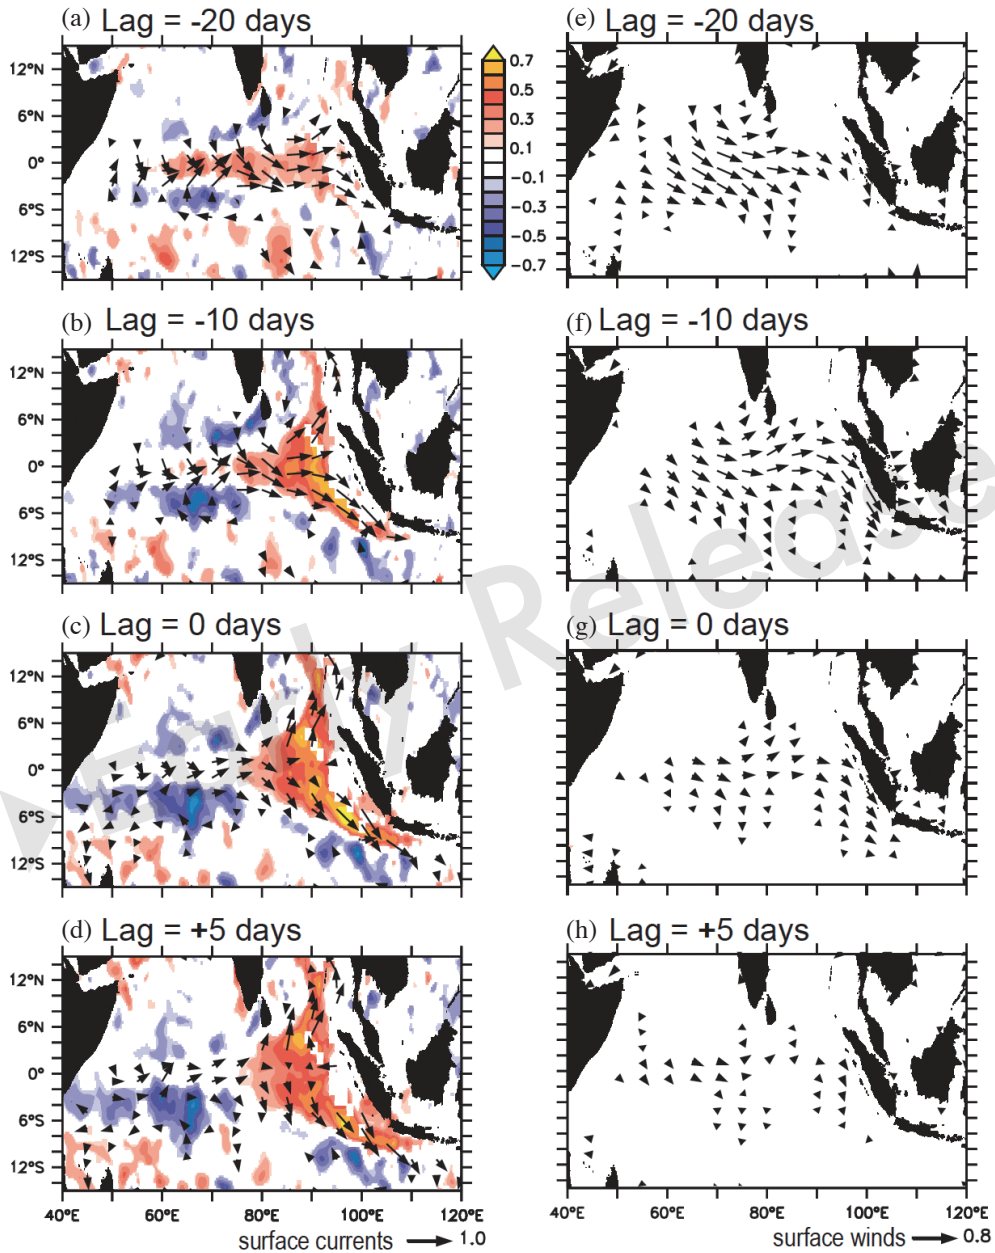 (a) Lag = -20 days
(e) Lag = -20 days
12°N
6°N
0°
6°S
12°S
0.7
0.5
0.3
0.1
-0.1
-0.3
-0.5
-0.7
(b) Lag = -10 days
(f) Lag = -10 days
12°N
6°N
0°
6°S
12°S
(c) Lag = 0 days
(g) Lag = 0 days
12°N
6°N
0°
6°S
12°S
(d) Lag = +5 days
(h) Lag = +5 days
12°N
6°N
0°
6°S
12°S
40°E 60°E 80°E 100°E 120°E
40°E 60°E 80°E 100°E 120°E
surface currents 1.0
surface winds 0.8
Early Release